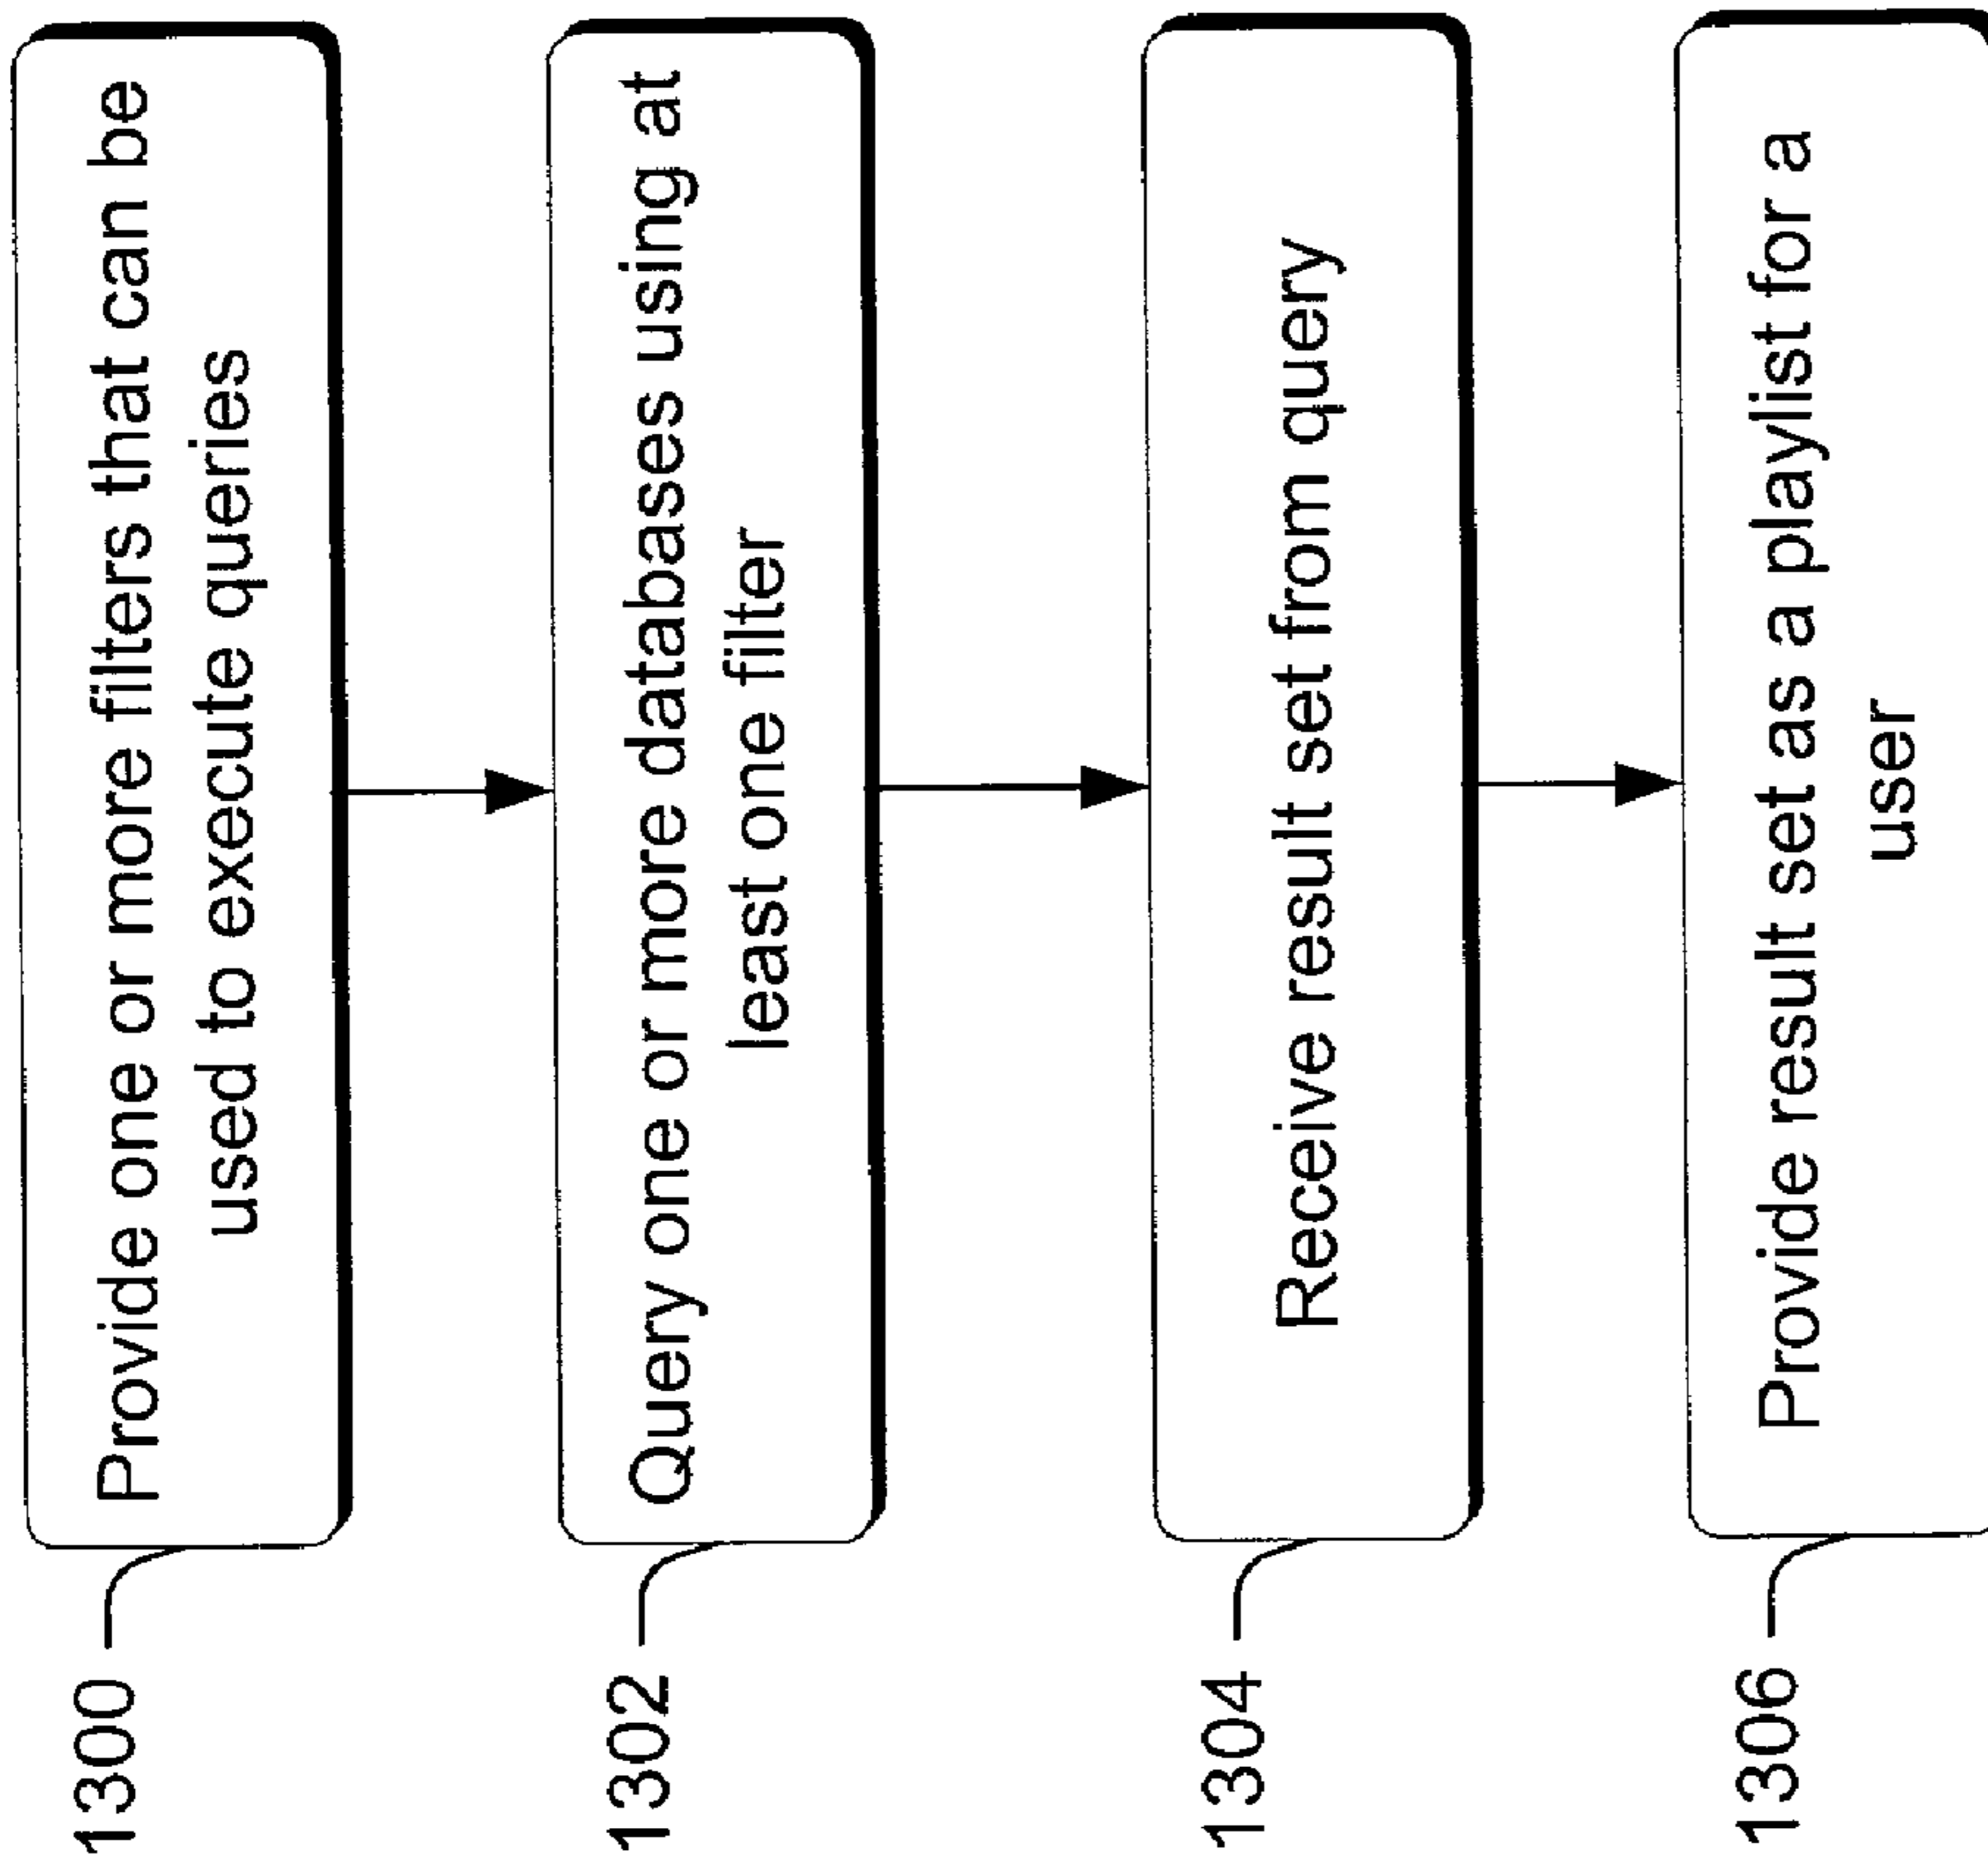 1300
Provide one or more filters that can be
used to execute queries
1302
Query one or more databases using at
least one filter
1304
Receive result set from query
1306
Provide result set as a playlist for a
user